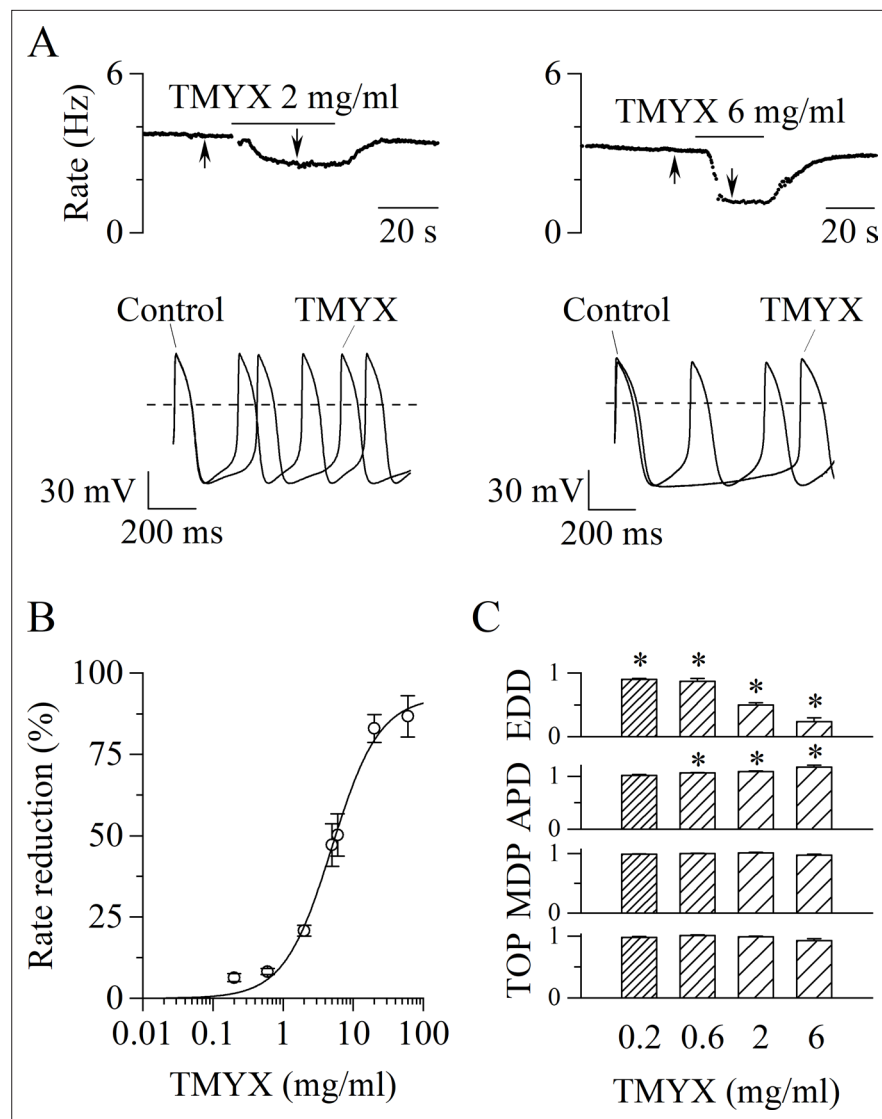 A
6
0
Rate (Hz)
TMYX 2 mg/ml
20 s
6
0
TMYX 6 mg/ml
20 s
Control
TMYX
30 mV
200 ms
Control
TMYX
30 mV
200 ms
B
100
75
50
25
0
Rate reduction (%)
0.01 0.1 1 10 100
TMYX (mg/ml)
C
EDD
1
0
* * * *
APD
1
0
* * *
MDP
1
0
TOP
1
0
0.2 0.6 2 6
TMYX (mg/ml)